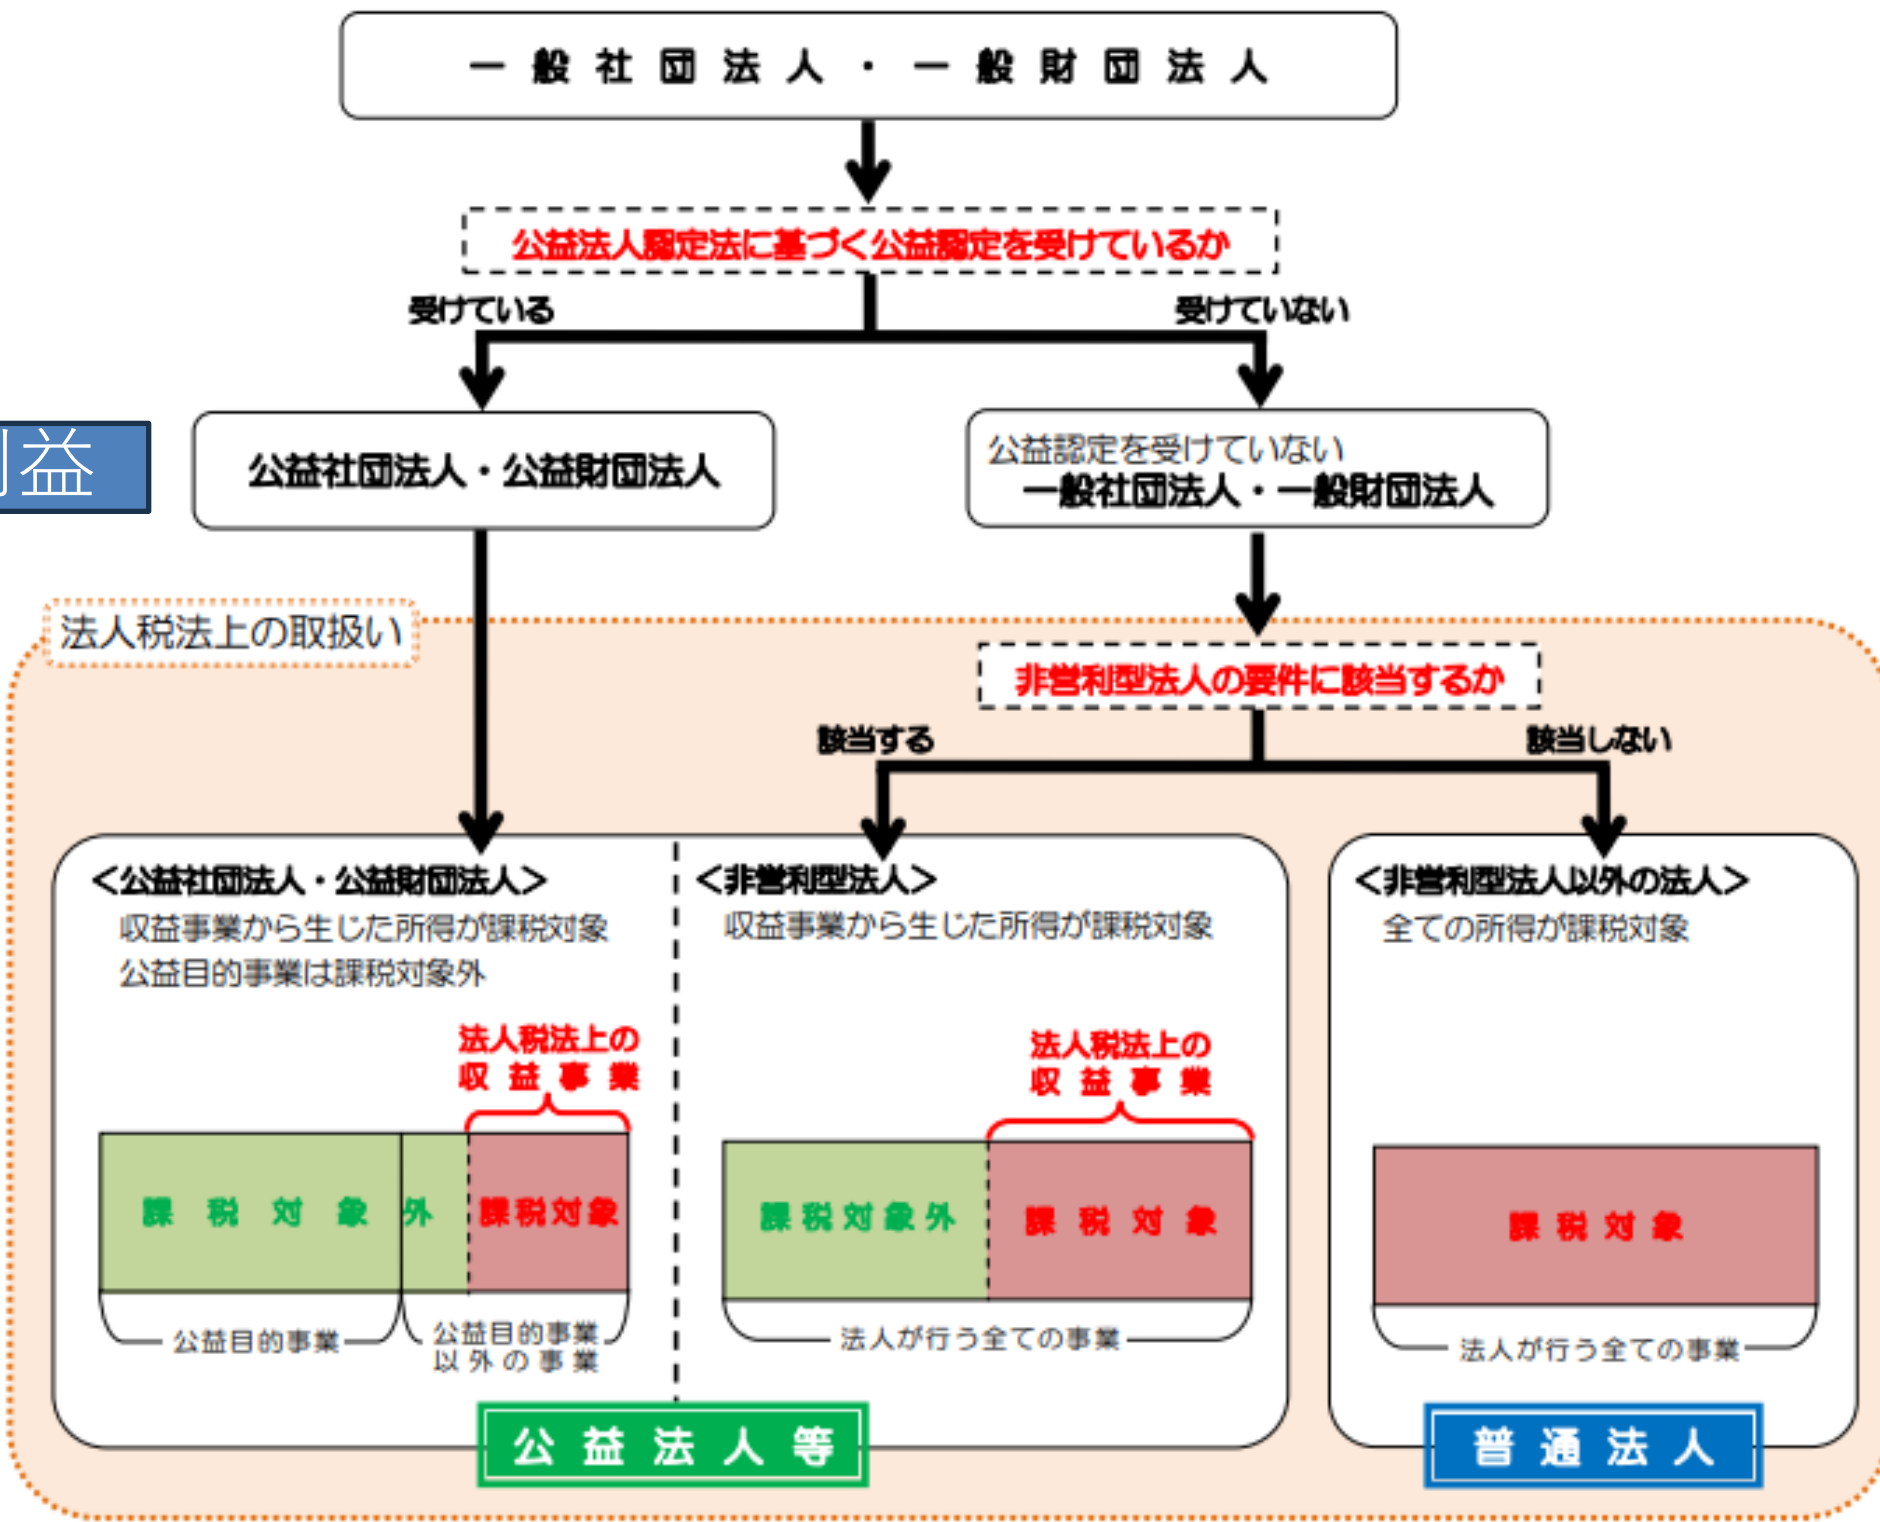 一般社団法人・一般財団法人
公益法人認定法に基づく公益認定を受けているか
受けている
受けていない
益
公益社団法人・公益財団法人
公益認定を受けていない
一般社団法人・一般財団法人
法人税法上の取扱い
非営利型法人の要件に該当するか
該当する
該当しない
<公益社団法人・公益財団法人>
収益事業から生じた所得が課税対象
公益目的事業は課税対象外
法人税法上の
収益事業
課税対象外
課税対象
公益目的事業
公益目的事業
以外の事業
<非営利型法人>
収益事業から生じた所得が課税対象
法人税法上の
収益事業
課税対象外
課税対象
法人が行う全ての事業
公益法人等
<非営利型法人以外の法人>
全ての所得が課税対象
課税対象
法人が行う全ての事業
普通法人